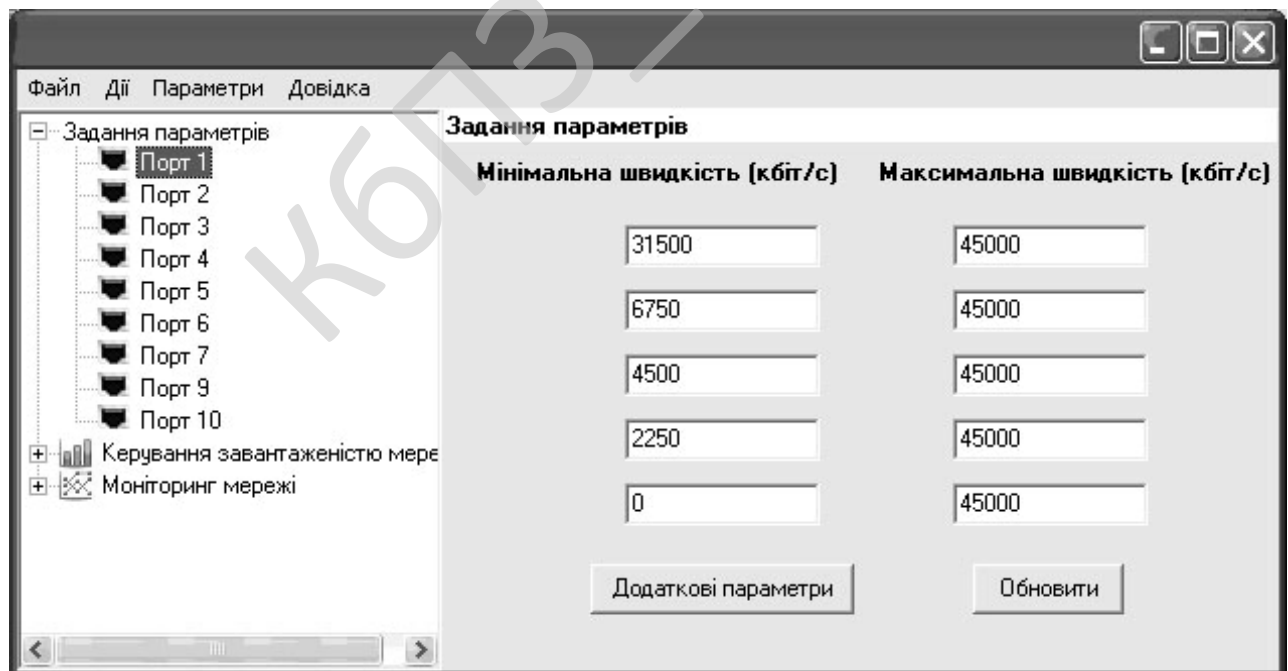 Файл Дії Параметри Довідка
Задання параметрів
Порт 1
Порт 2
Порт 3
Порт 4
Порт 5
Порт 6
Порт 7
Порт 9
Порт 10
Керування завантаженістю мере
Моніторинг мережі
Задання параметрів
Мінімальна швидкість (кбіт/с) Максимальна швидкість (кбіт/с)
31500 45000
6750 45000
4500 45000
2250 45000
0 45000
Додаткові параметри Обновити
КбПЗ_